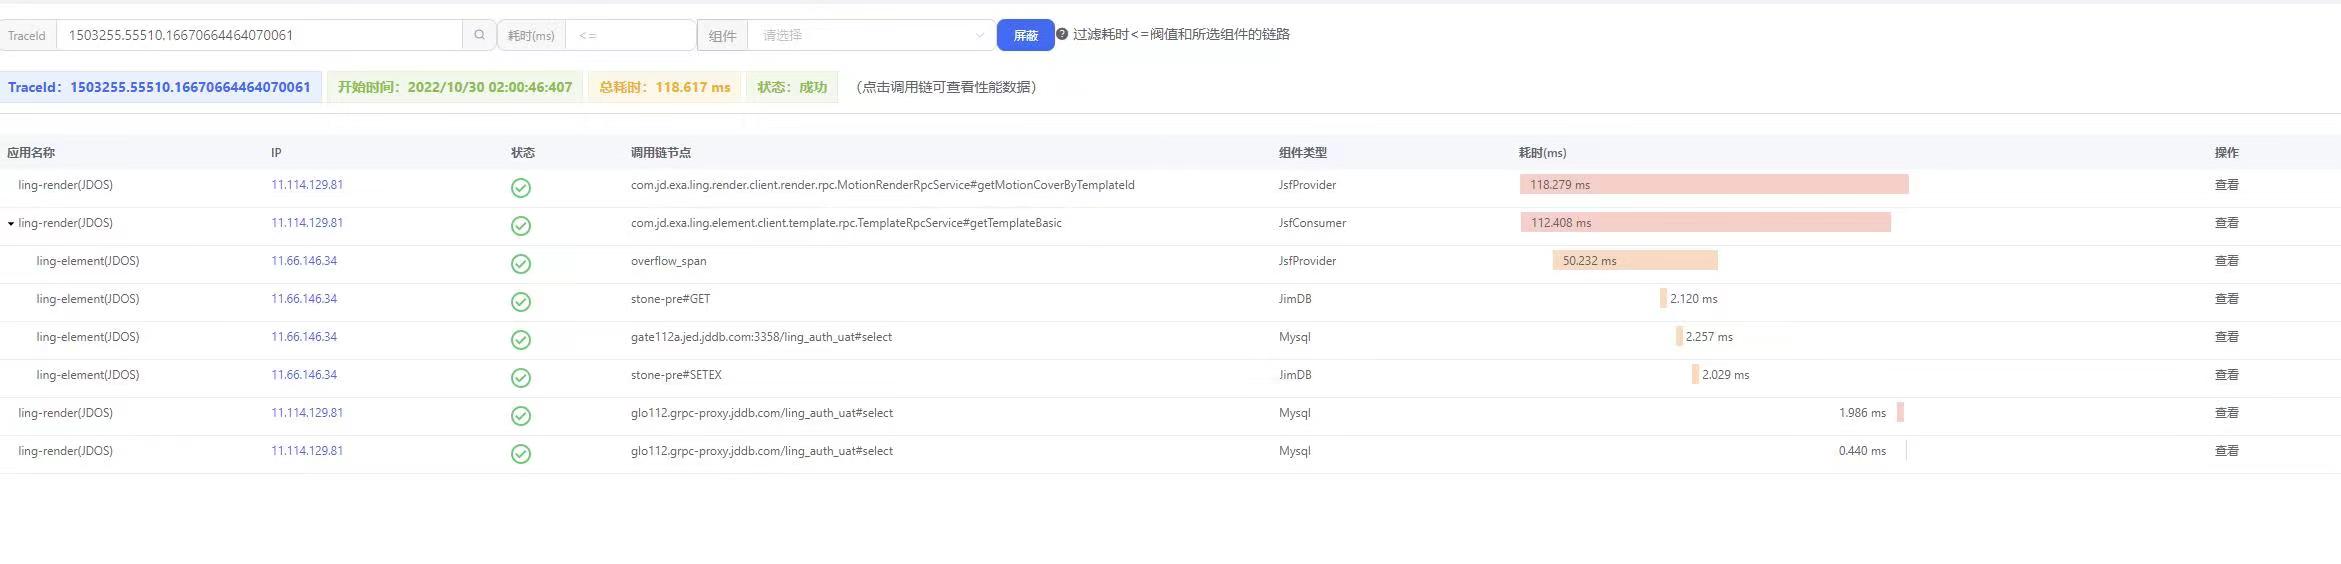 TraceId 1503255.55510.16670664464070061 耗时(ms) <= 组件 请选择 屏蔽 ? 过滤耗时<=阀值和所选组件的链路
TraceId：1503255.55510.16670664464070061 开始时间：2022/10/30 02:00:46:407 总耗时：118.617 ms 状态：成功 （点击调用链可查看性能数据）
应用名称 IP 状态 调用链节点 组件类型 耗时(ms) 操作
ling-render(JDOS) 11.114.129.81 com.jd.exa.ling.render.client.render.rpc.MotionRenderRpcService#getMotionCoverByTemplateId JsfProvider 118.279 ms 查看
ling-render(JDOS) 11.114.129.81 com.jd.exa.ling.element.client.template.rpc.TemplateRpcService#getTemplateBasic JsfConsumer 112.408 ms 查看
ling-element(JDOS) 11.66.146.34 overflow_span JsfProvider 50.232 ms 查看
ling-element(JDOS) 11.66.146.34 stone-pre#GET JimDB 2.120 ms 查看
ling-element(JDOS) 11.66.146.34 gate112a.jed.jddb.com:3358/ling_auth_uat#select Mysql 2.257 ms 查看
ling-element(JDOS) 11.66.146.34 stone-pre#SETEX JimDB 2.029 ms 查看
ling-render(JDOS) 11.114.129.81 glo112.grpc-proxy.jddb.com/ling_auth_uat#select Mysql 1.986 ms 查看
ling-render(JDOS) 11.114.129.81 glo112.grpc-proxy.jddb.com/ling_auth_uat#select Mysql 0.440 ms 查看